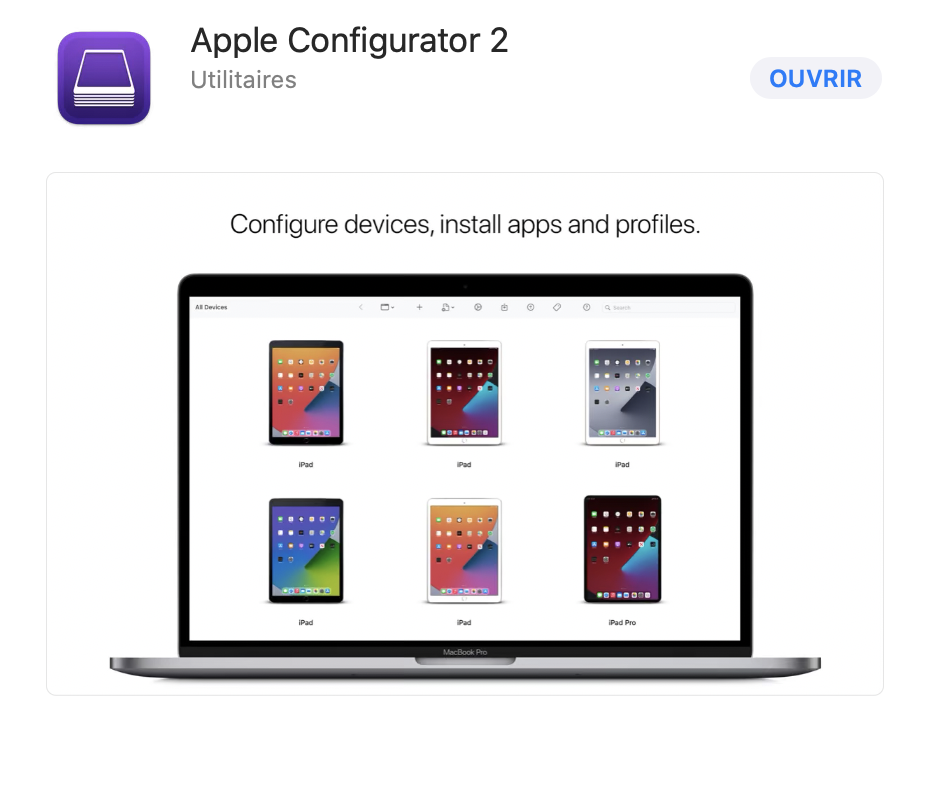 Apple Configurator 2
Utilitaires
OUVRIR
Configure devices, install apps and profiles.
All Devices
Search
iPad
iPad
iPad
iPad
iPad
iPad Pro
MacBook Pro